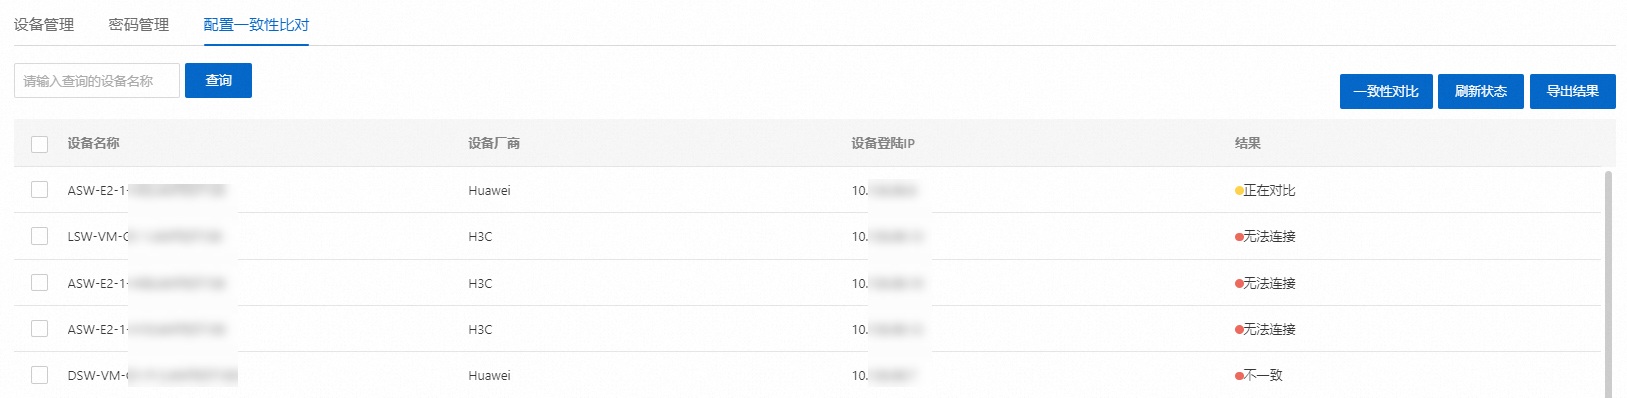 设备管理 密码管理 配置一致性比对
请输入查询的设备名称 查询
一致性对比 刷新状态 导出结果
设备名称 设备厂商 设备登陆IP 结果
ASW-E2-1- Huawei 10. 正在对比
LSW-VM- H3C 10. 无法连接
ASW-E2-1- H3C 10. 无法连接
ASW-E2-1- H3C 10. 无法连接
DSW-VM- Huawei 10. 不一致